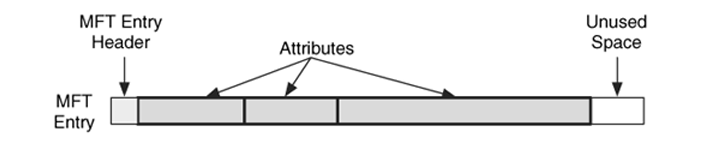 MFT Entry
Header
Attributes
Unused
Space
MFT
Entry